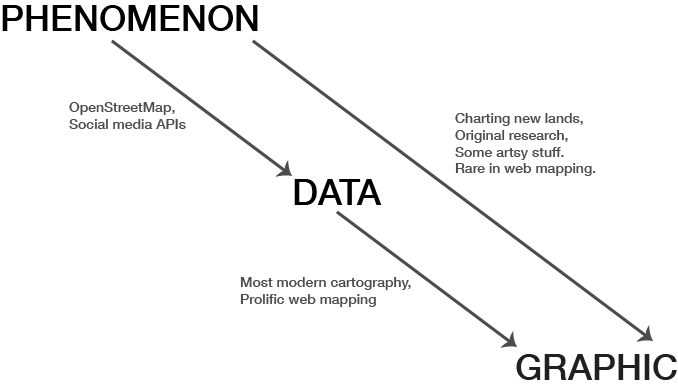 PHENOMENON
OpenStreetMap,
Social media APIs
Charting new lands,
Original research,
Some artsy stuff.
Rare in web mapping.
DATA
Most modern cartography,
Prolific web mapping
GRAPHIC